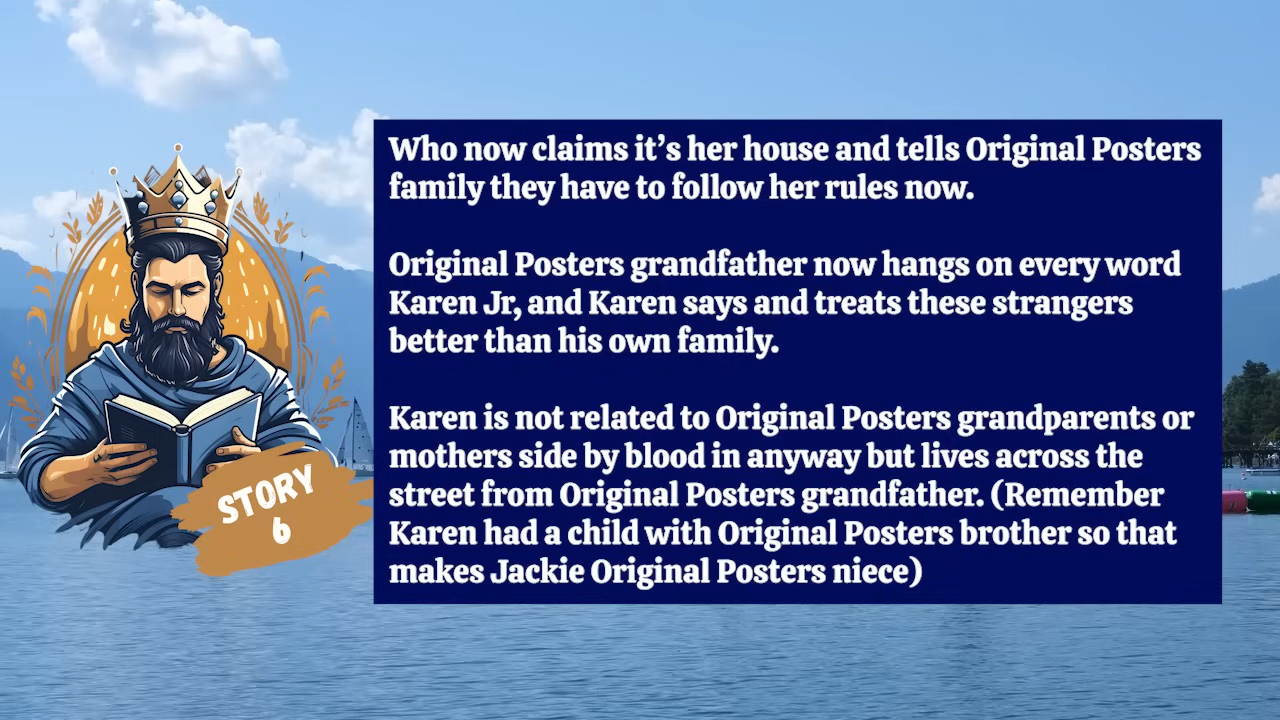 Who now claims it's her house and tells Original Posters
family they have to follow her rules now.
Original Posters grandfather now hangs on every word
Karen Jr, and Karen says and treats these strangers
better than his own family.
Karen is not related to Original Posters grandparents or
mothers side by blood in anyway but lives across the
street from Original Posters grandfather. (Remember
Karen had a child with Original Posters brother so that
makes Jackie Original Posters niece)
STORY
6